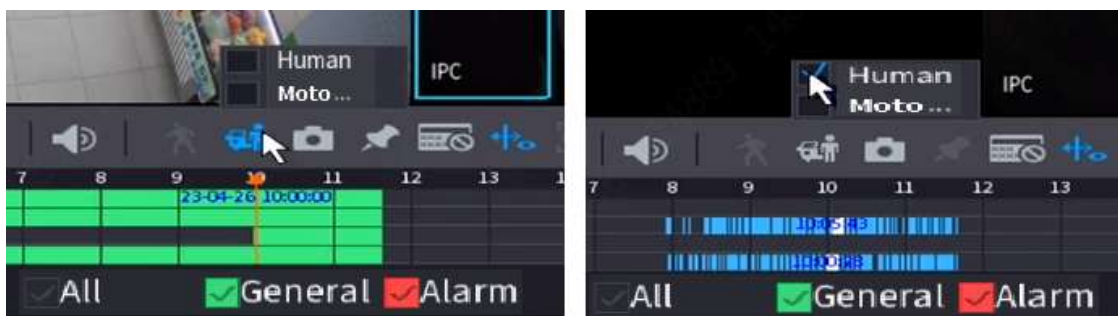 Human
Moto...
IPC
7 8 9 10 11 12 13 1
23-04-26 10:00:00
All General Alarm
Human
Moto...
IPC
7 8 9 10 11 12 13
All General Alarm